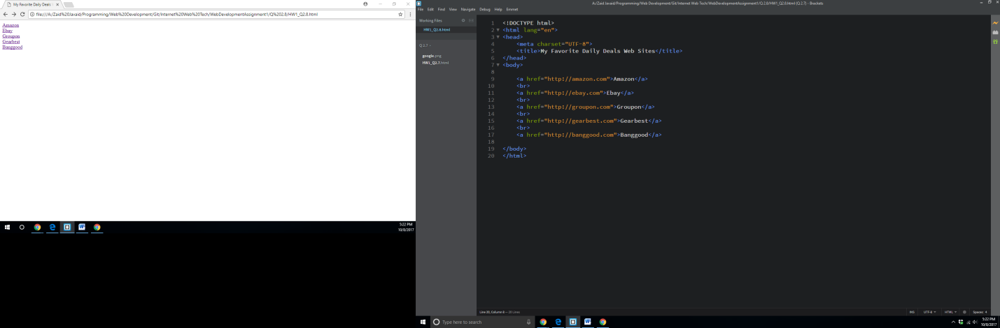 My Favorite Daily Deals
file:///A:/Zaid%20Javaid/Programming/Web%20Development/Git/Internet%20Web%20Tech/WebDevelopmentAssignment1/Q%202.8/HW1_Q2.8.html
Amazon
Ebay
Groupon
Gearbest
Banggood
5:22 PM
10/8/2017
A:/Zaid Javaid/Programming/Web Development/Git/Internet Web Tech/WebDevelopmentAssignment1/Q 2.8/HW1_Q2.8.html (Q 2.7) - Brackets
File Edit Find View Navigate Debug Help Emmet
Working Files
HW1_Q2.8.html
Q 2.7
google.png
HW1_Q2.7.html
1 <!DOCTYPE html>
2 <html lang="en">
3 <head>
4 <meta charset="UTF-8">
5 <title>My Favorite Daily Deals Web Sites</title>
6 </head>
7 <body>
8
9 <a href="http://amazon.com">Amazon</a>
10 <br>
11 <a href="http://ebay.com">Ebay</a>
12 <br>
13 <a href="http://groupon.com">Groupon</a>
14 <br>
15 <a href="http://gearbest.com">Gearbest</a>
16 <br>
17 <a href="http://banggood.com">Banggood</a>
18
19 </body>
20 </html>
Line 20, Column 8 — 20 Lines
INS UTF-8 HTML Spaces: 4
Type here to search
5:22 PM
10/8/2017